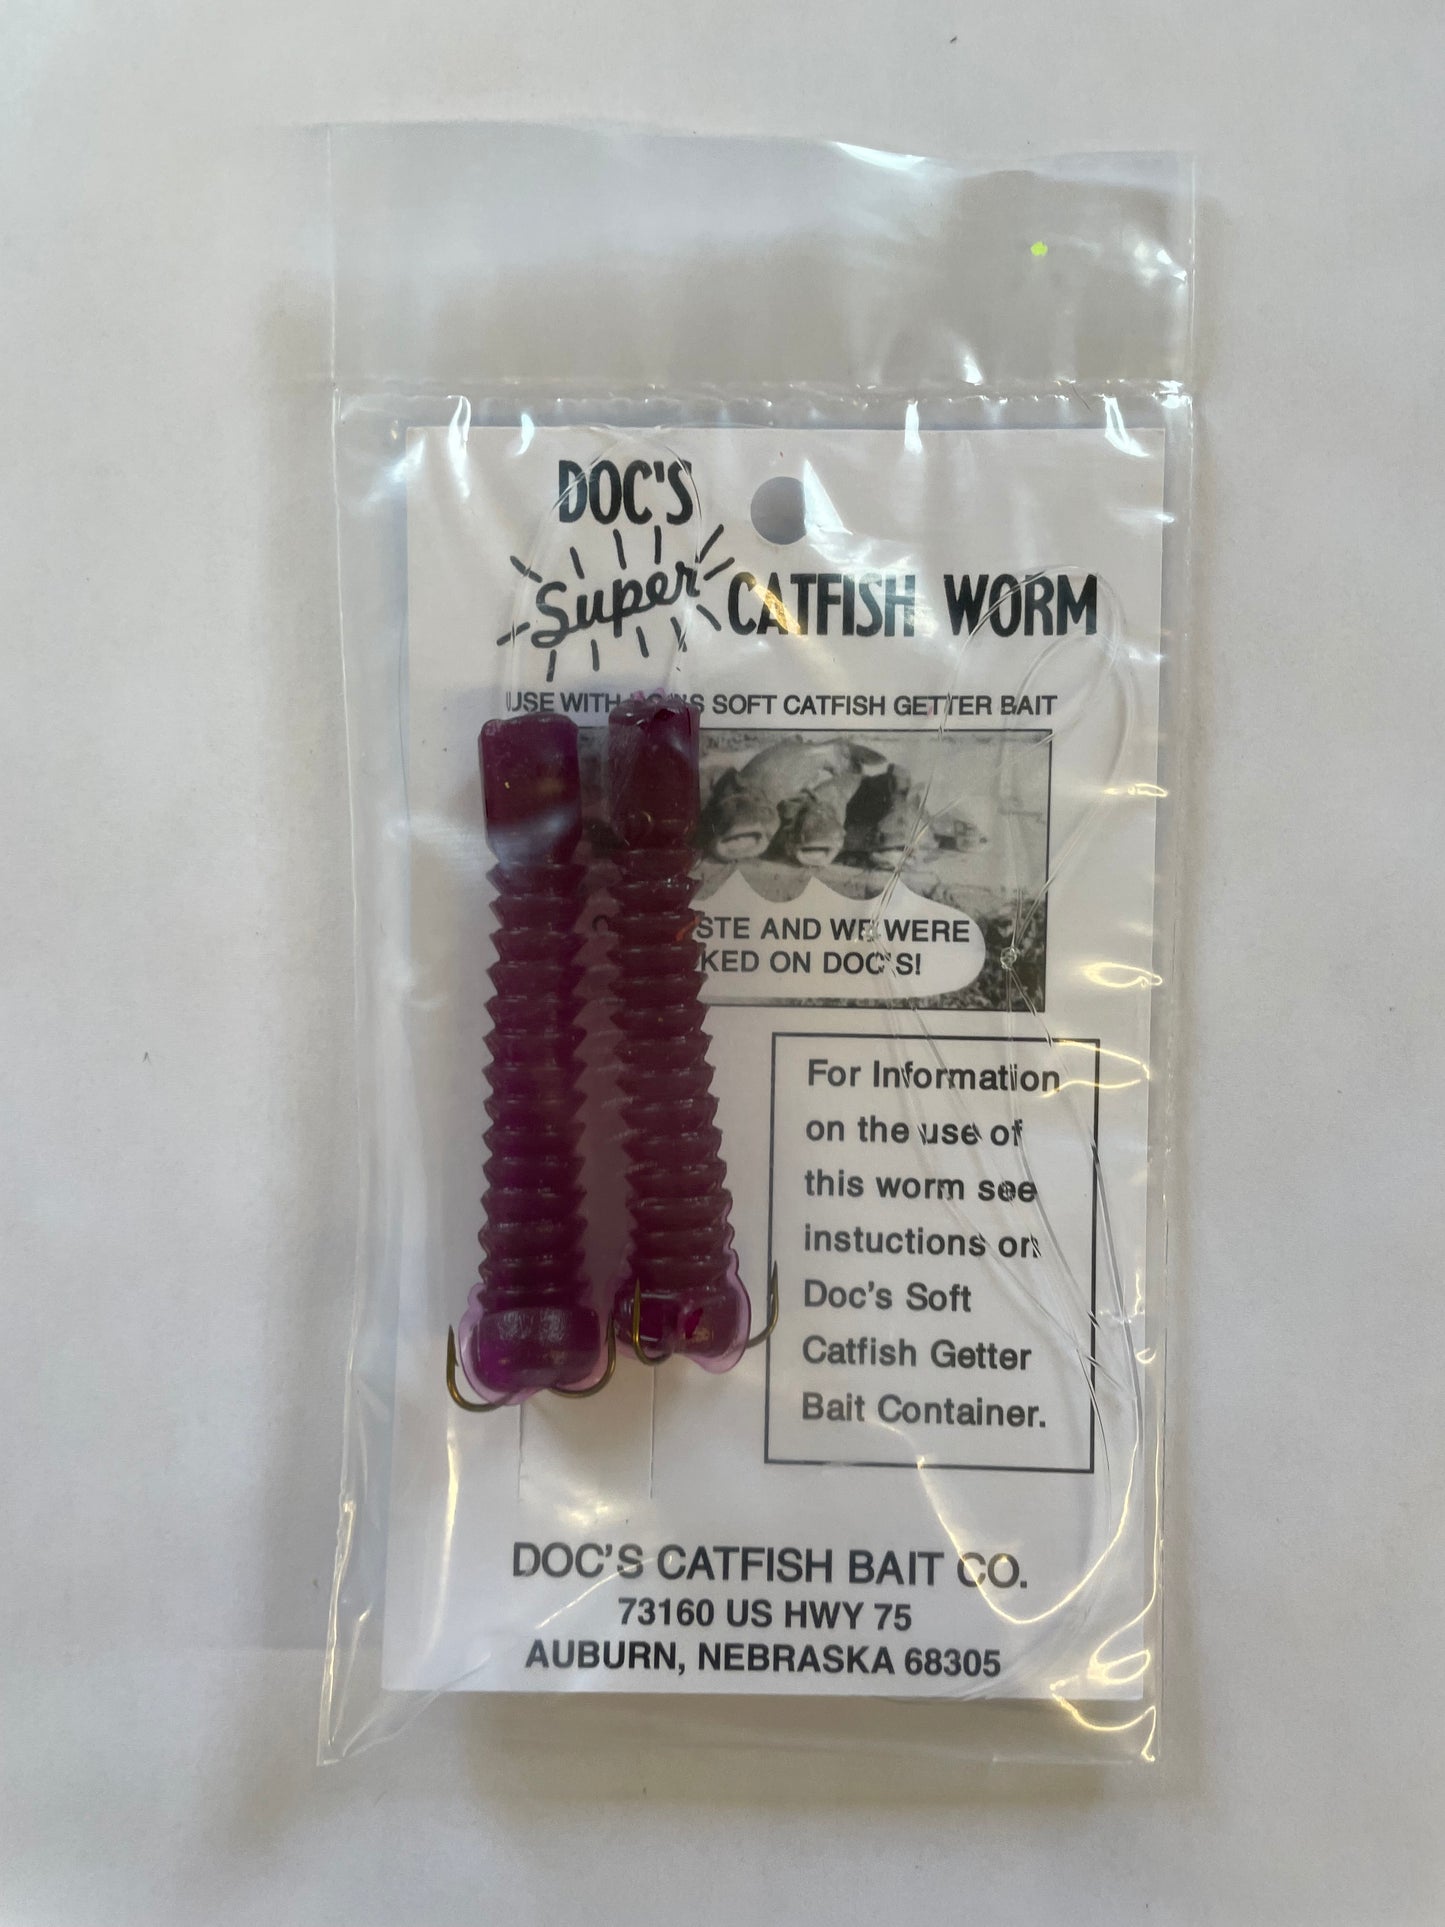 DOC'S
Super CATFISH WORM
USE WITH SOFT CATFISH GETTER BAIT
AND WE WERE
ON DOC'S!
For Information
on the use of
this worm see
instuctions on
Doc's Soft
Catfish Getter
Bait Container.
DOC'S CATFISH BAIT CO.
73160 US HWY 75
AUBURN, NEBRASKA 68305